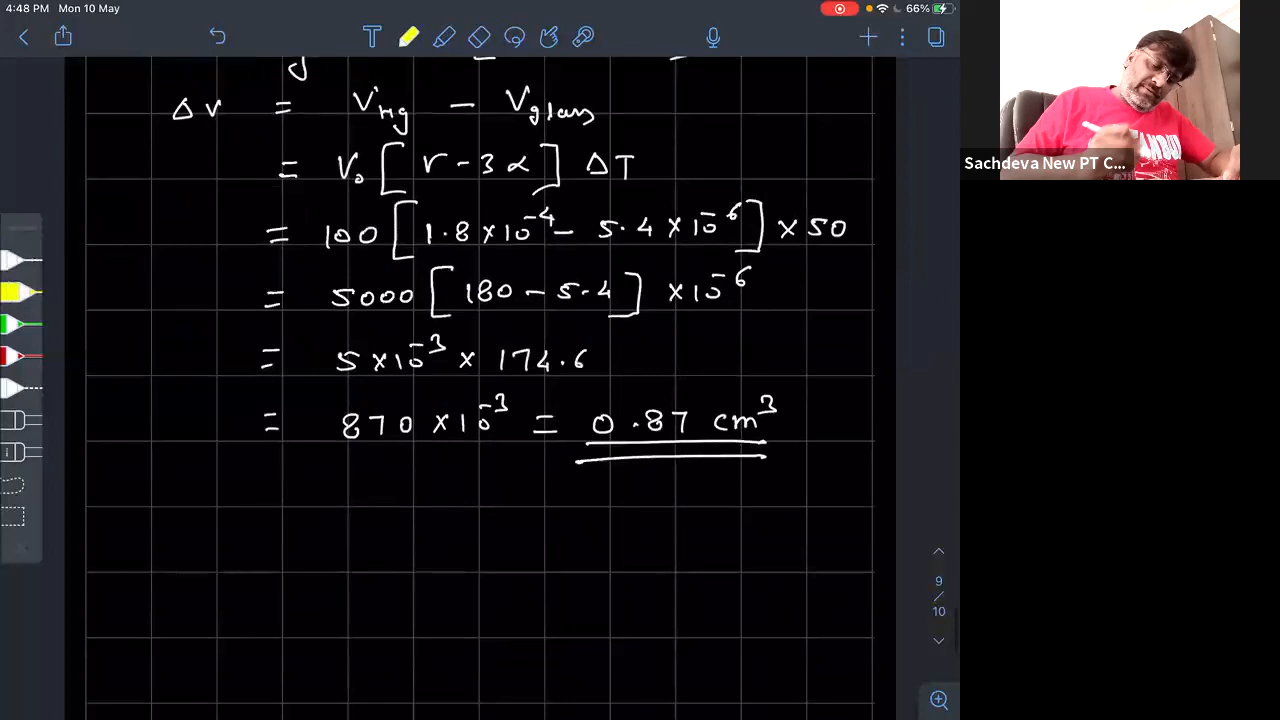 4:48 PM Mon 10 May
66%
Δv = VHg - Vglass
= V₀ [ r - 3α ] ΔT
= 100 [ 1.8 × 10⁻⁴ - 5.4 × 10⁻⁶ ] × 50
= 5000 [ 180 - 5.4 ] × 10⁻⁶
= 5 × 10⁻³ × 174.6
= 870 × 10⁻³ = 0.87 cm³
Sachdeva New PT C...
9
/
10